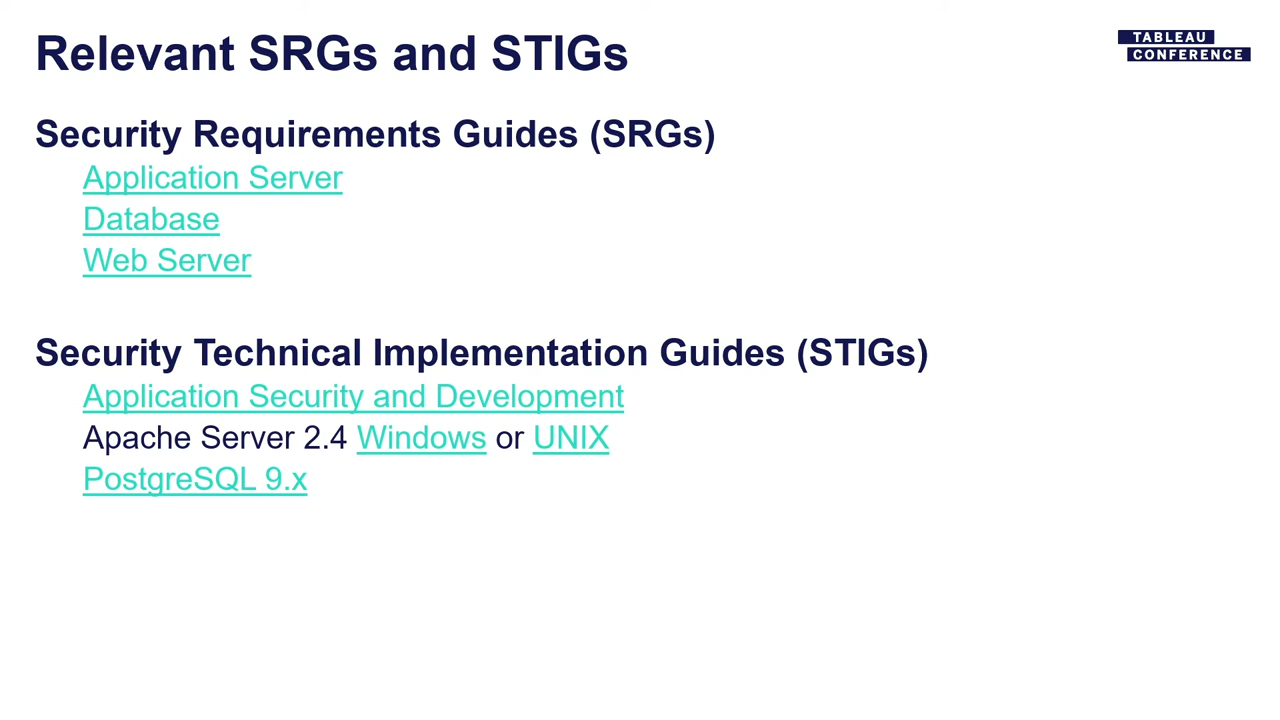 Relevant SRGs and STIGs
TABLEAU
CONFERENCE
Security Requirements Guides (SRGs)
Application Server
Database
Web Server
Security Technical Implementation Guides (STIGs)
Application Security and Development
Apache Server 2.4 Windows or UNIX
PostgreSQL 9.x